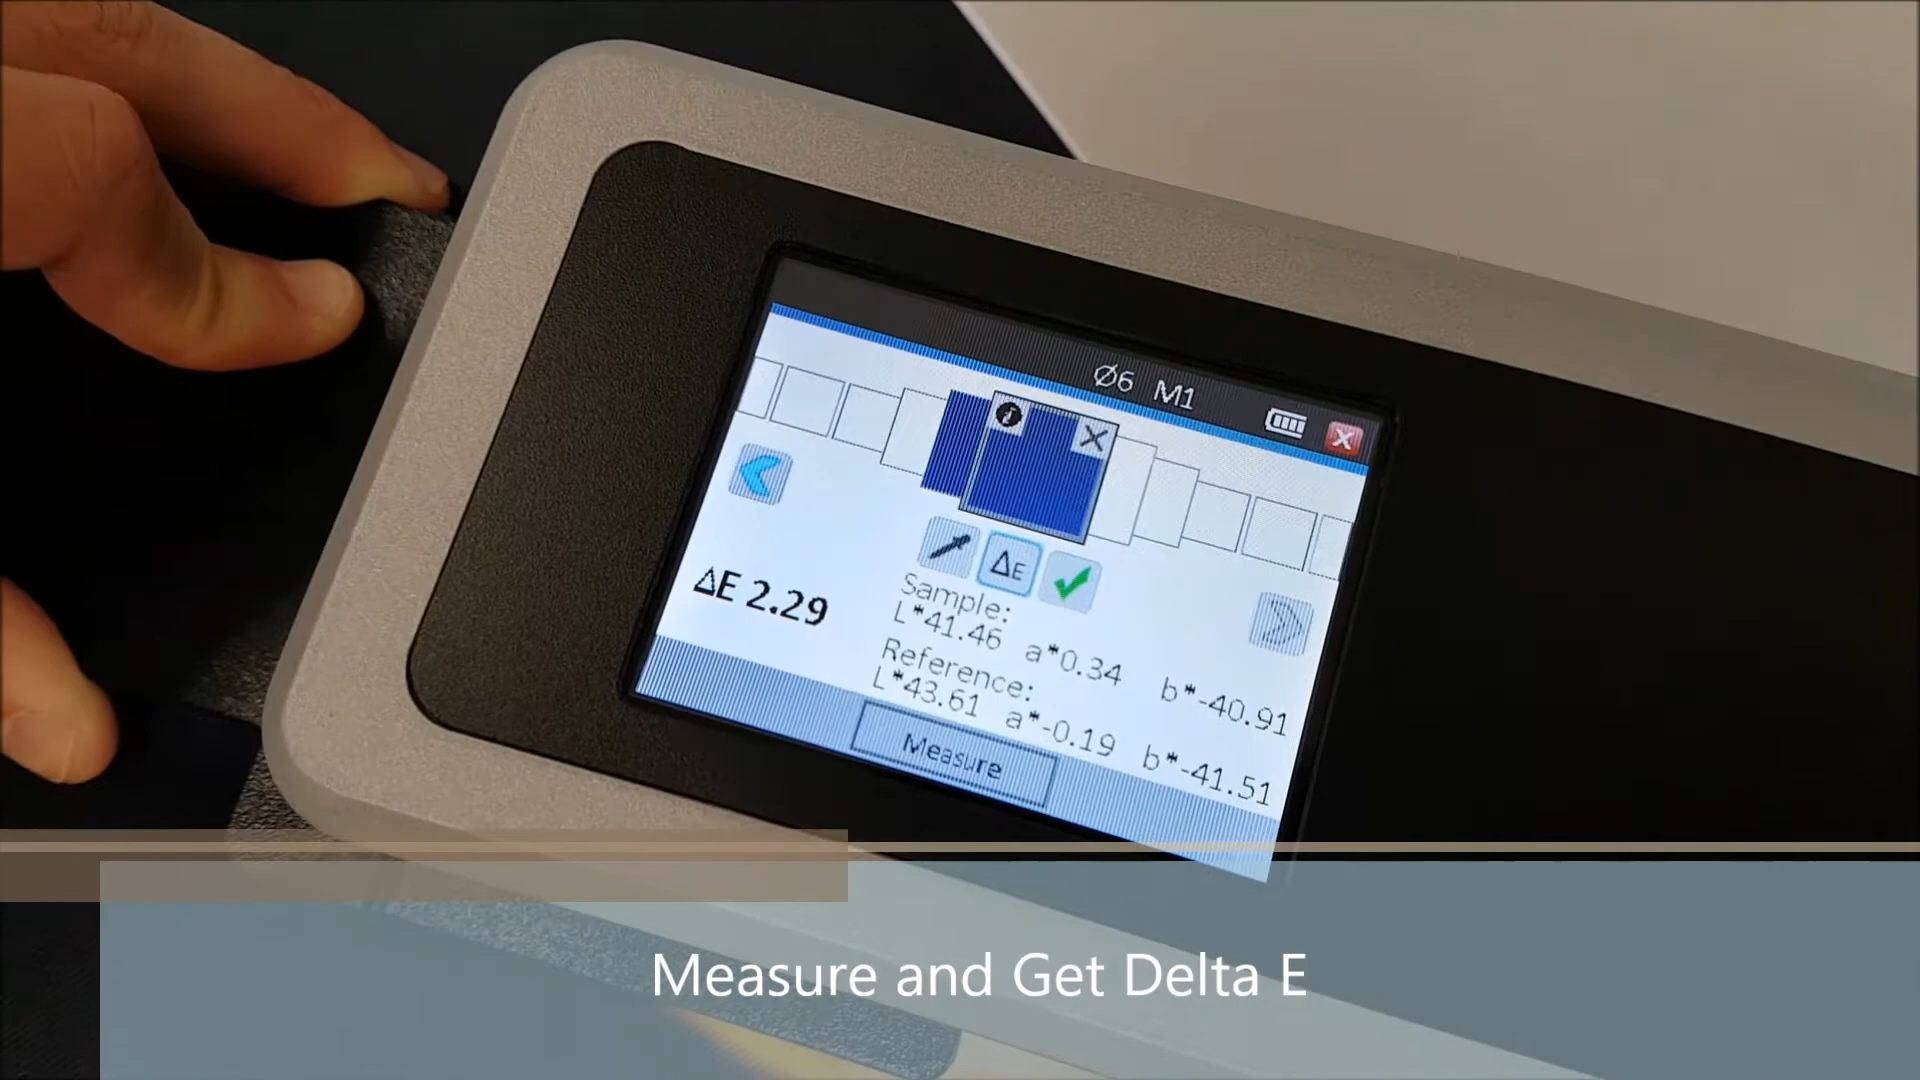 Ø6 M1
ΔE
ΔE 2.29
Sample:
L*41.46 a*0.34 b*-40.91
Reference:
L*43.61 a*-0.19 b*-41.51
Measure
Measure and Get Delta E